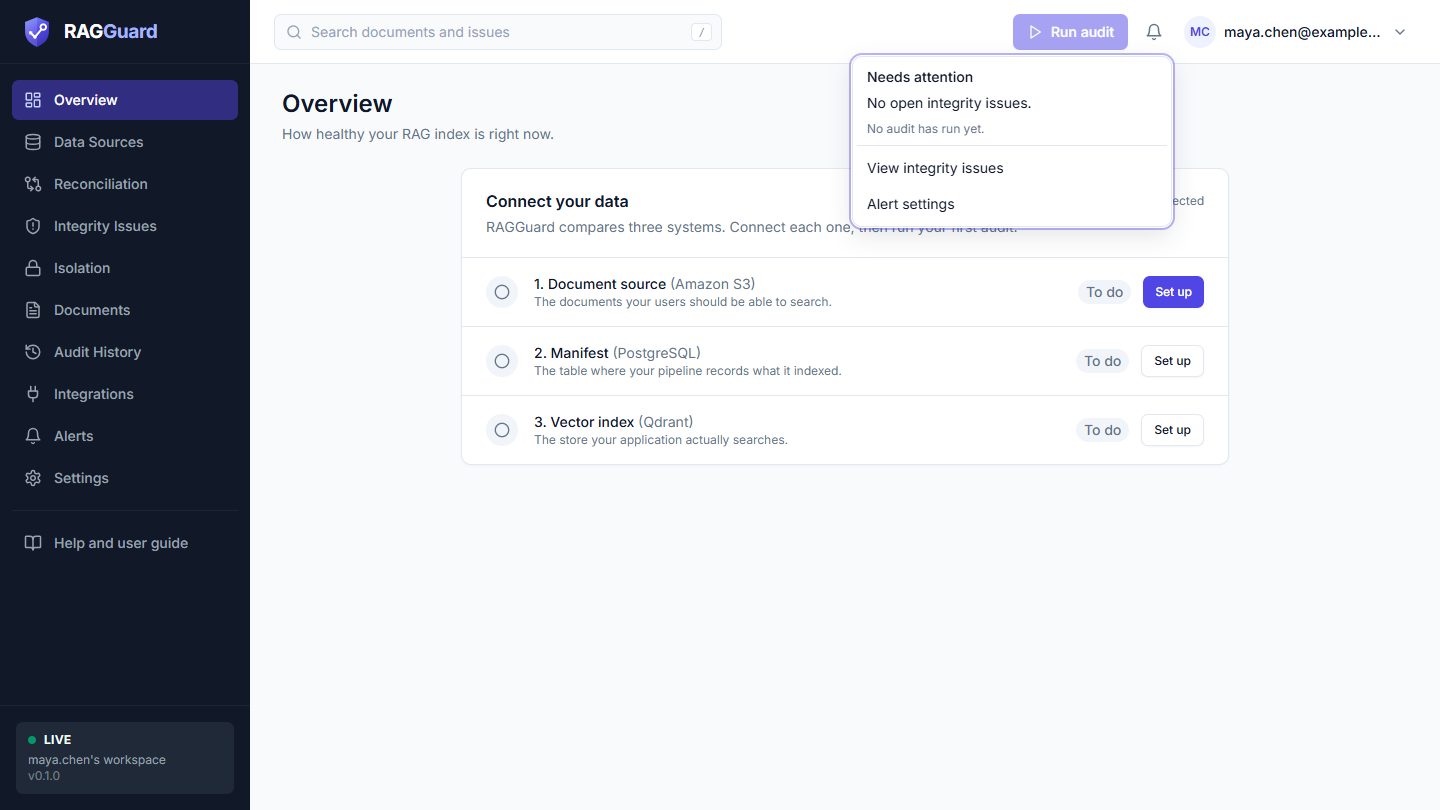 RAGGuard
Search documents and issues
/
Run audit
MC
maya.chen@example...
Overview
Data Sources
Reconciliation
Integrity Issues
Isolation
Documents
Audit History
Integrations
Alerts
Settings
Help and user guide
LIVE
maya.chen's workspace
v0.1.0
Overview
How healthy your RAG index is right now.
Needs attention
No open integrity issues.
No audit has run yet.
View integrity issues
Alert settings
Connect your data
RAGGuard compares three systems. Connect each one, then run your first audit.
1. Document source (Amazon S3)
The documents your users should be able to search.
To do
Set up
2. Manifest (PostgreSQL)
The table where your pipeline records what it indexed.
To do
Set up
3. Vector index (Qdrant)
The store your application actually searches.
To do
Set up